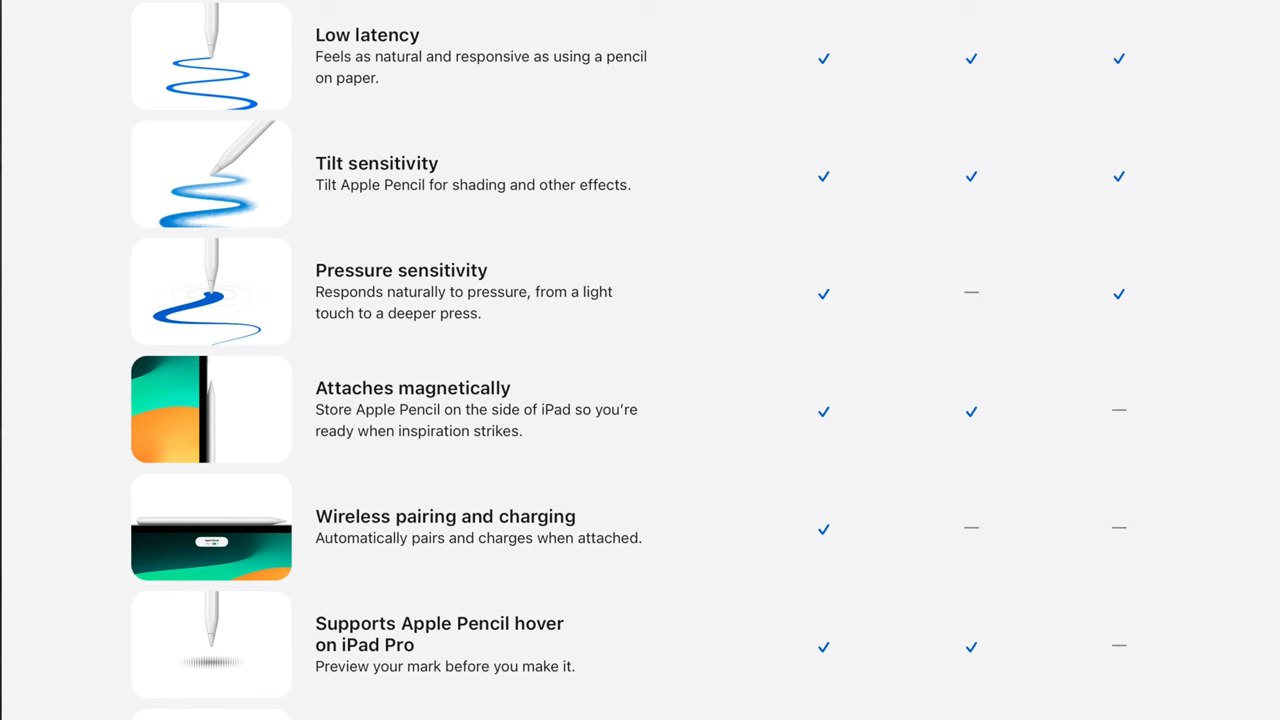 Low latency
Feels as natural and responsive as using a pencil
on paper.
Tilt sensitivity
Tilt Apple Pencil for shading and other effects.
Pressure sensitivity
Responds naturally to pressure, from a light
touch to a deeper press.
Attaches magnetically
Store Apple Pencil on the side of iPad so you’re
ready when inspiration strikes.
Wireless pairing and charging
Automatically pairs and charges when attached.
Supports Apple Pencil hover
on iPad Pro
Preview your mark before you make it.